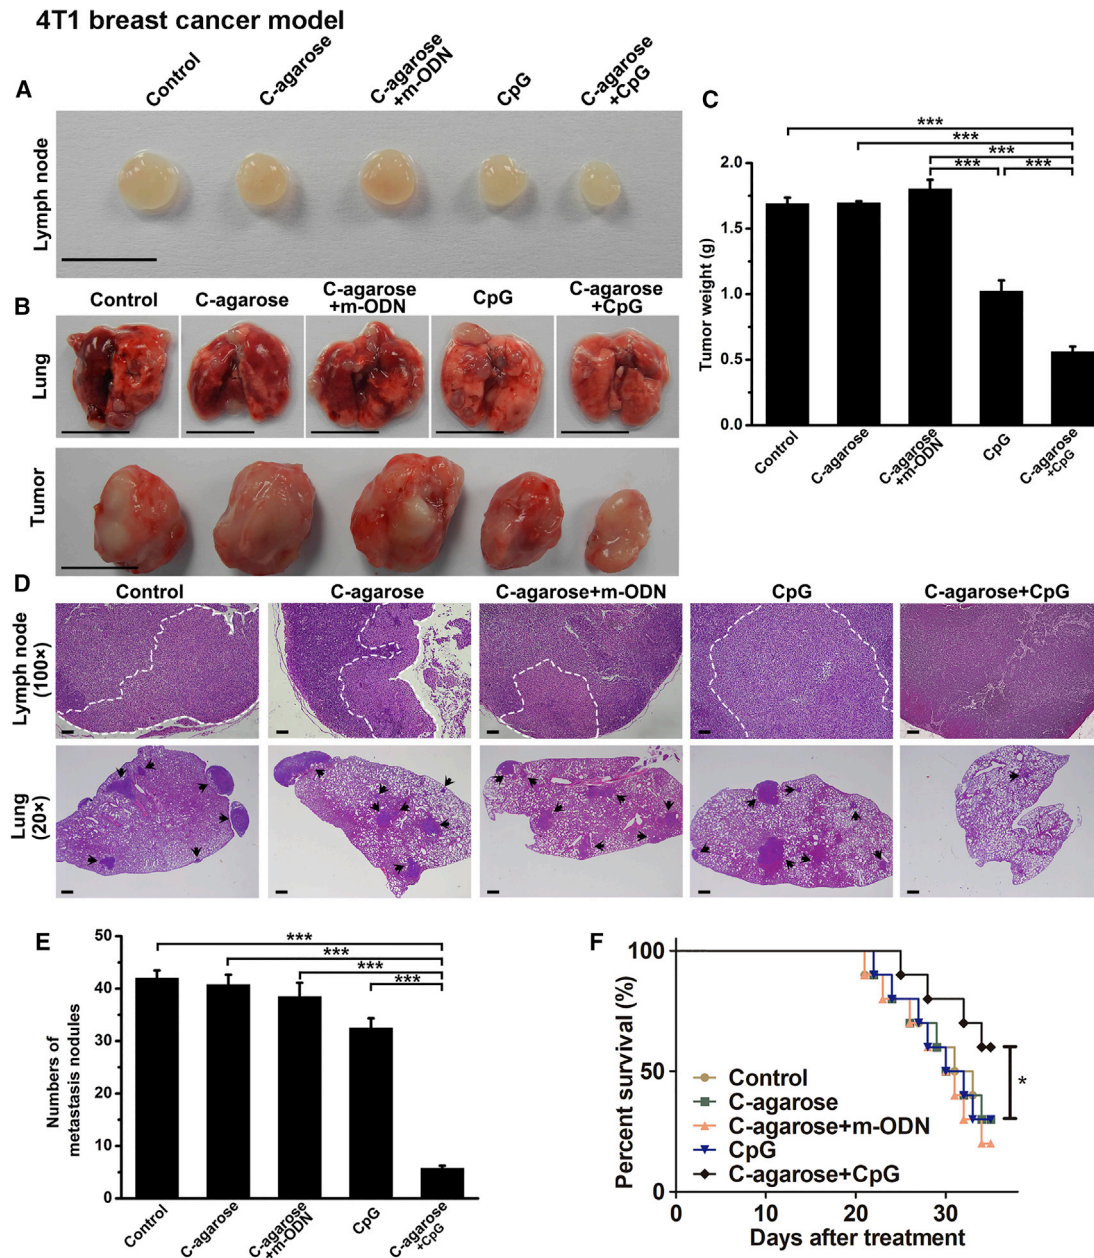 4T1 breast cancer model
A
Control
C-agarose
C-agarose
+m-ODN
CpG
C-agarose
+CpG
Lymph node
B
Control
C-agarose
C-agarose
+m-ODN
CpG
C-agarose
+CpG
Lung
Tumor
C
***
***
***
***
***
Tumor weight (g)
2.0
1.5
1.0
0.5
0.0
Control
C-agarose
C-agarose
+m-ODN
CpG
C-agarose
+CpG
D
Control
C-agarose
C-agarose+m-ODN
CpG
C-agarose+CpG
Lymph node
(100×)
Lung
(20×)
E
***
***
***
***
Numbers of
metastasis nodules
50
40
30
20
10
0
Control
C-agarose
C-agarose
+m-ODN
CpG
C-agarose
+CpG
F
Percent survival (%)
100
50
0
Control
C-agarose
C-agarose+m-ODN
CpG
C-agarose+CpG
*
0
10
20
30
Days after treatment